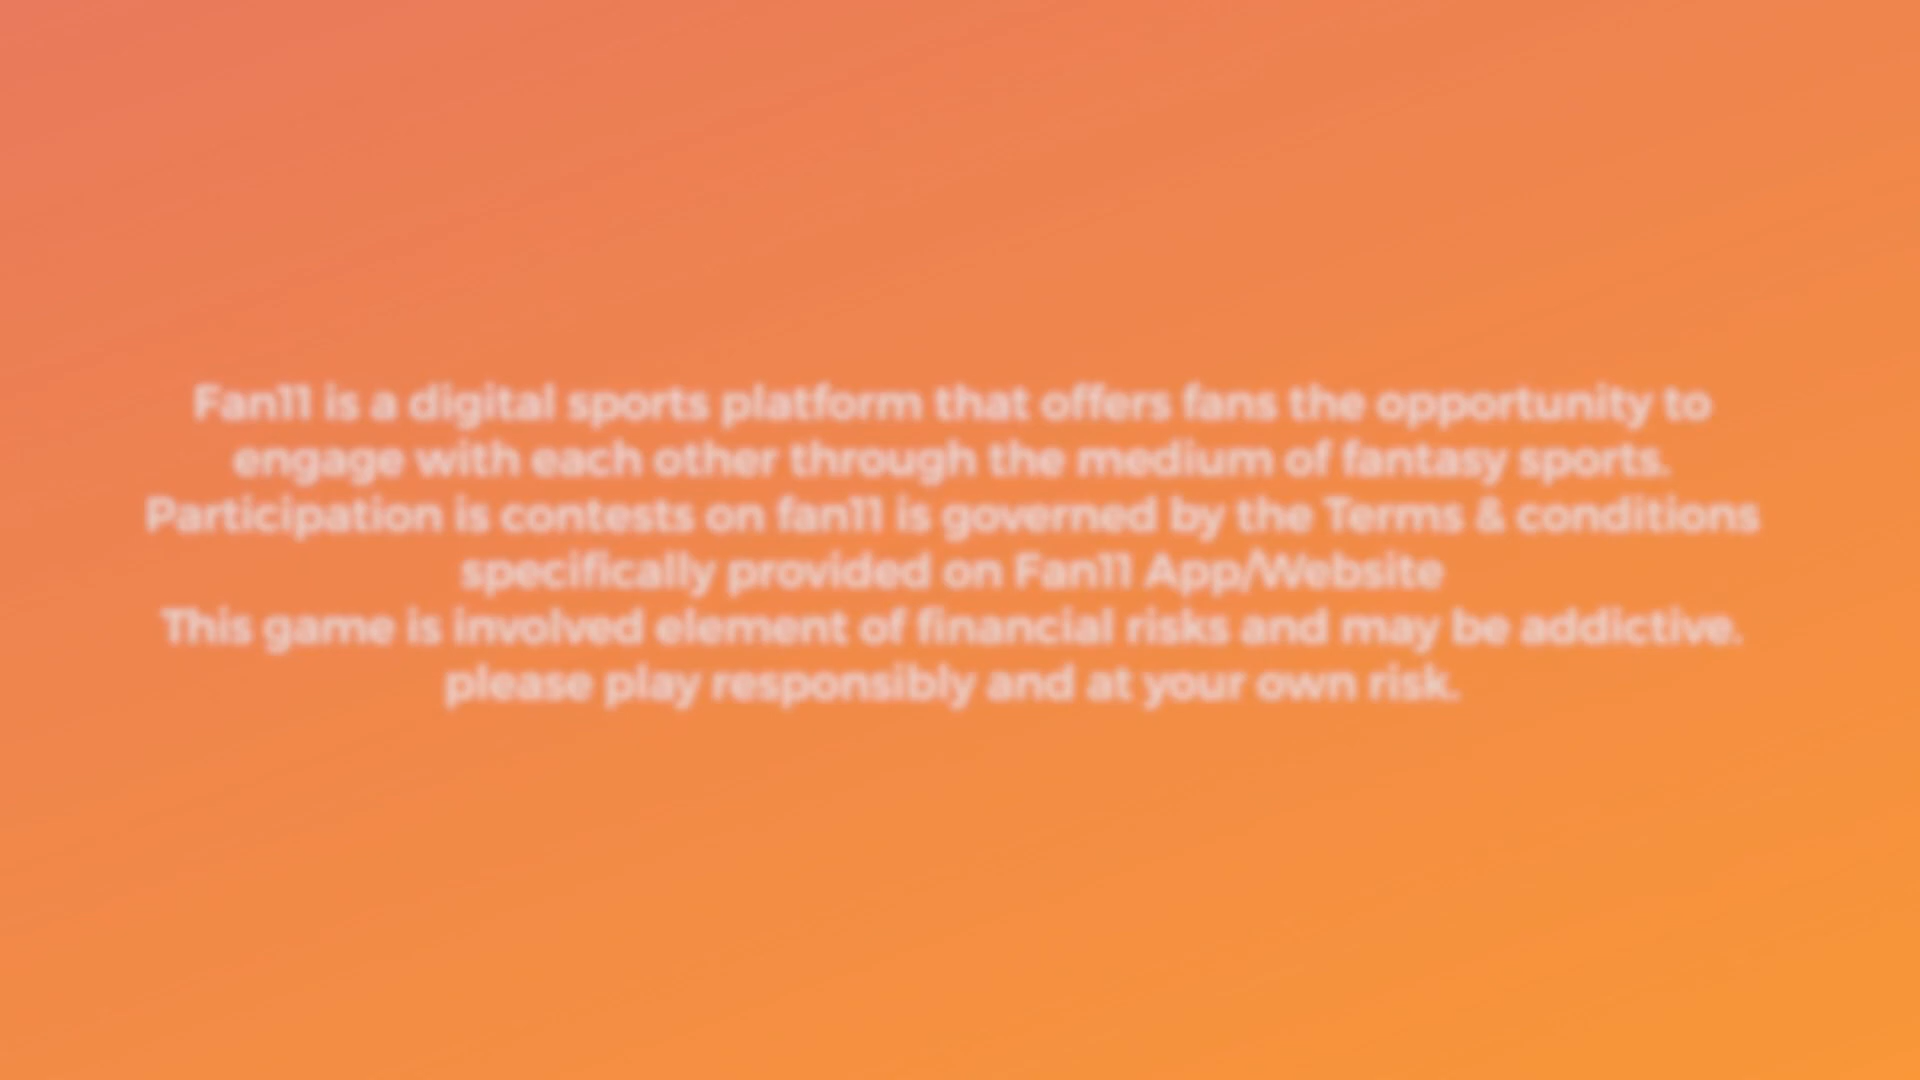 Fan11 is a digital sports platform that offers fans the opportunity to
engage with each other through the medium of fantasy sports.
Participation is contests on fan11 is governed by the Terms & conditions
specifically provided on Fan11 App/Website
This game is involved element of financial risks and may be addictive.
please play responsibly and at your own risk.